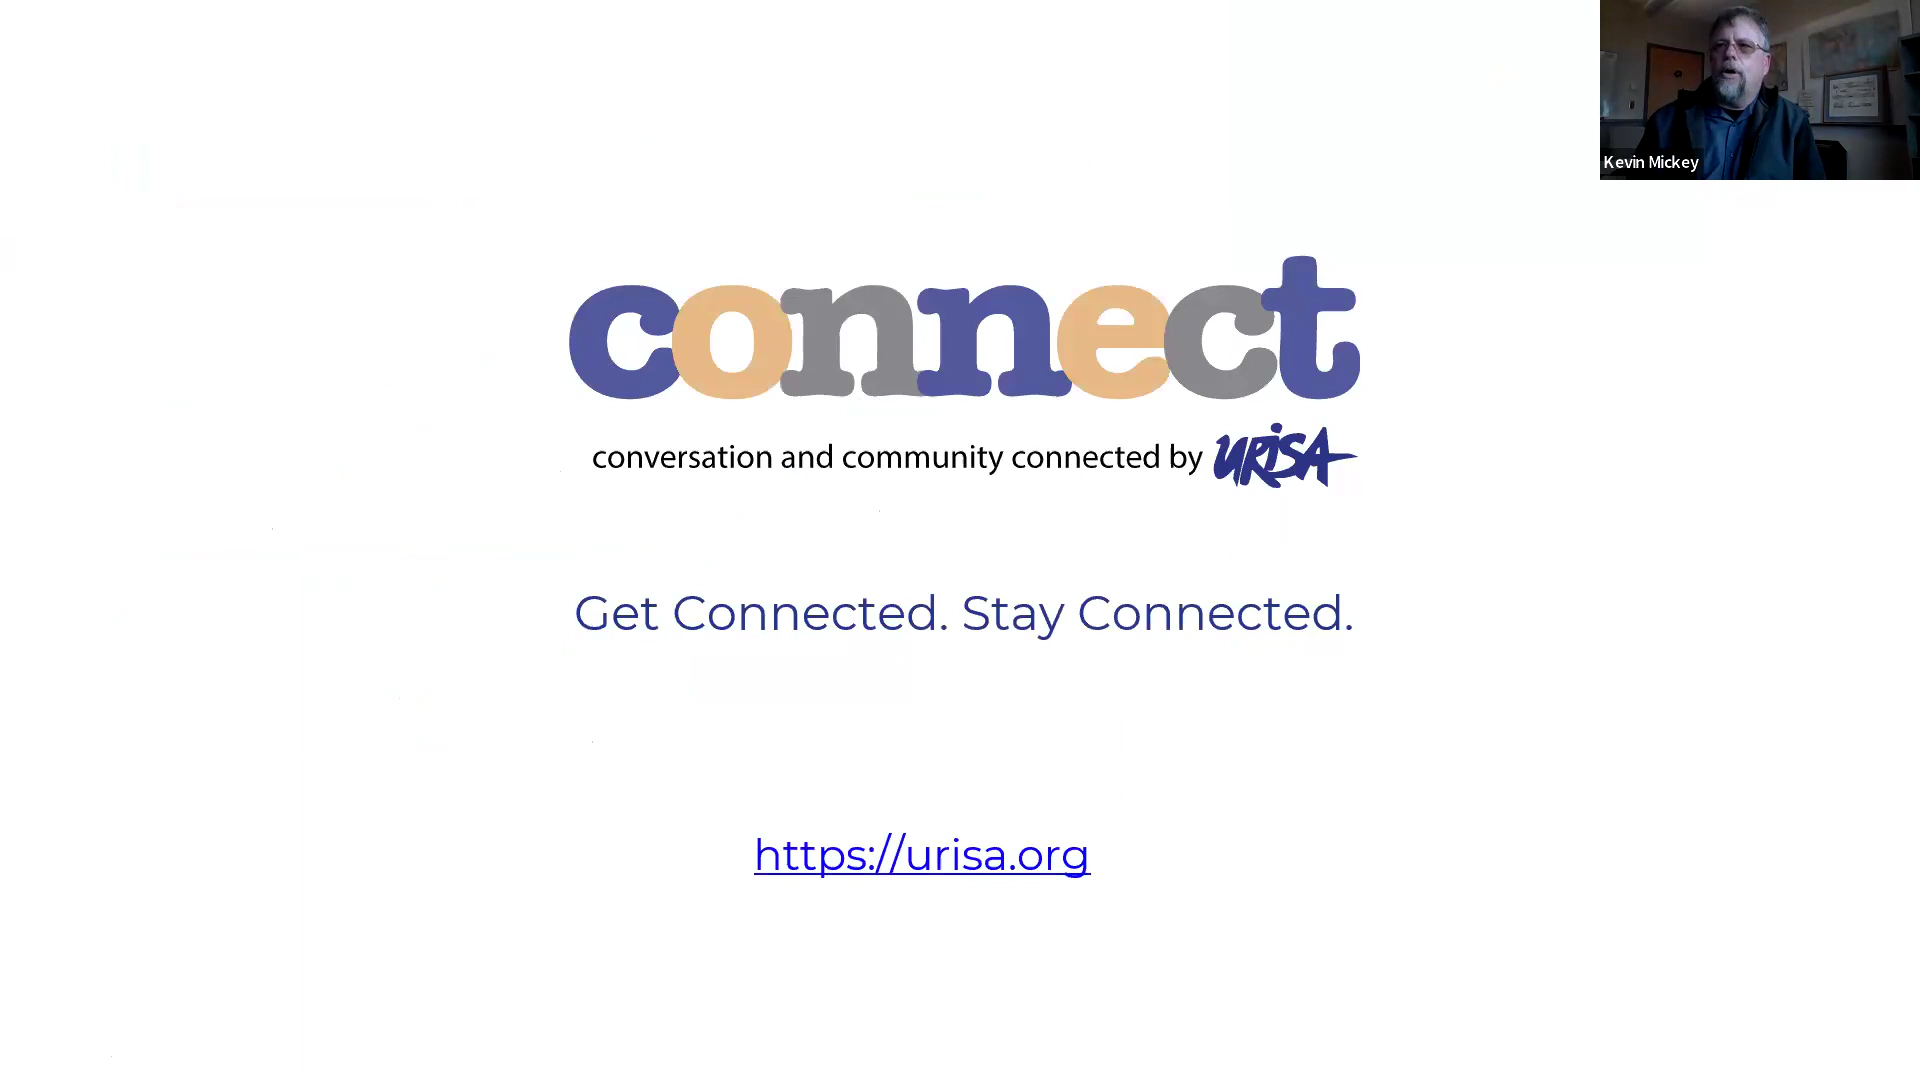 Kevin Mickey
connect
conversation and community connected by URISA
Get Connected. Stay Connected.
https://urisa.org